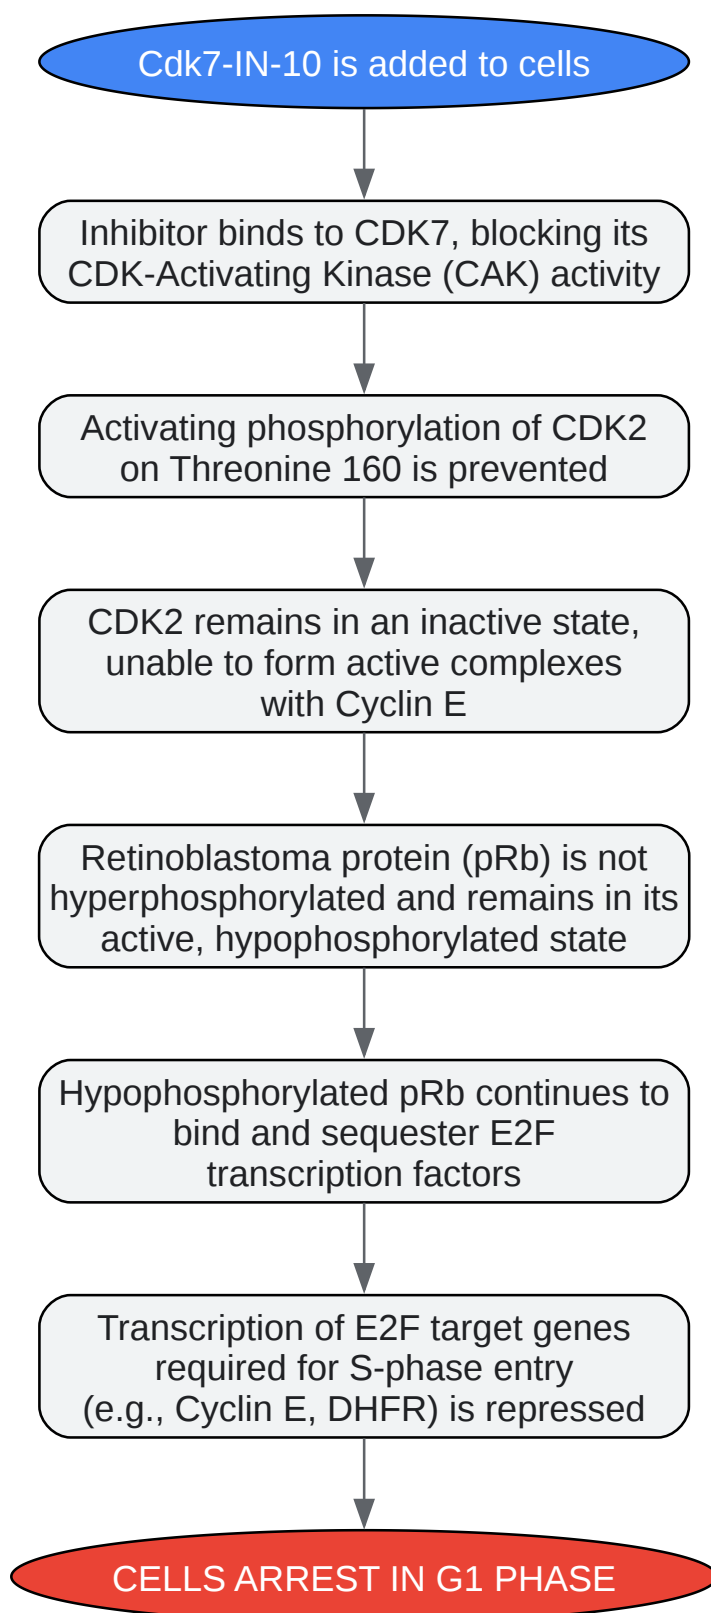 Cdk7-IN-10 is added to cells
Inhibitor binds to CDK7, blocking its
CDK-Activating Kinase (CAK) activity
Activating phosphorylation of CDK2
on Threonine 160 is prevented
CDK2 remains in an inactive state,
unable to form active complexes
with Cyclin E
Retinoblastoma protein (pRb) is not
hyperphosphorylated and remains in its
active, hypophosphorylated state
Hypophosphorylated pRb continues to
bind and sequester E2F
transcription factors
Transcription of E2F target genes
required for S-phase entry
(e.g., Cyclin E, DHFR) is repressed
CELLS ARREST IN G1 PHASE